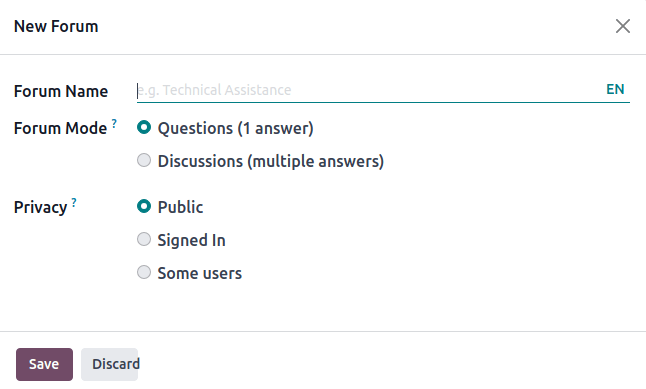 New Forum
Forum Name e.g. Technical Assistance EN
Forum Mode ? Questions (1 answer)
Discussions (multiple answers)
Privacy ? Public
Signed In
Some users
Save Discard